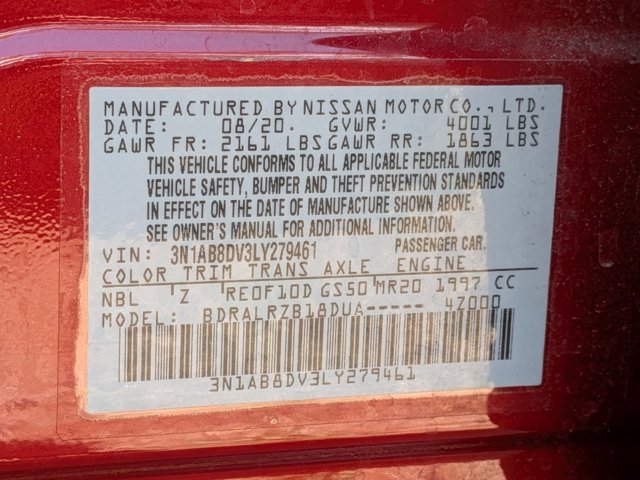 MANUFACTURED BY NISSAN MOTOR CO., LTD.
DATE: 08/20. GVWR: 4001 LBS
GAWR FR: 2161 LBS GAWR RR: 1863 LBS
THIS VEHICLE CONFORMS TO ALL APPLICABLE FEDERAL MOTOR
VEHICLE SAFETY, BUMPER AND THEFT PREVENTION STANDARDS
IN EFFECT ON THE DATE OF MANUFACTURE SHOWN ABOVE.
SEE OWNER'S MANUAL FOR ADDITIONAL INFORMATION.
VIN: 3N1AB8DV3LY279461 PASSENGER CAR.
COLOR TRIM TRANS AXLE ENGINE
NBL Z RE0F10D GS50 MR20 1997 CC
MODEL: BDRALRZB18DUA----- 4Z000
3N1AB8DV3LY279461